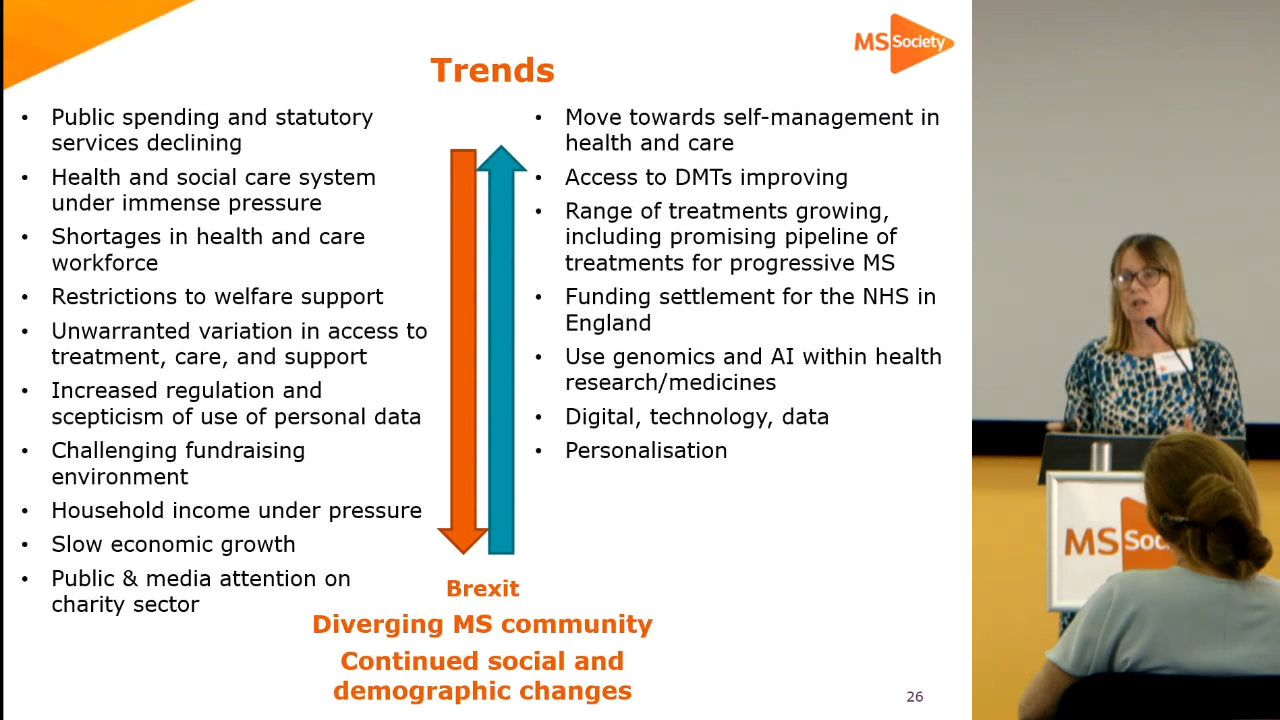 MS Society
Trends
Public spending and statutory
services declining
Health and social care system
under immense pressure
Shortages in health and care
workforce
Restrictions to welfare support
Unwarranted variation in access to
treatment, care, and support
Increased regulation and
scepticism of use of personal data
Challenging fundraising
environment
Household income under pressure
Slow economic growth
Public & media attention on
charity sector
Move towards self-management in
health and care
Access to DMTs improving
Range of treatments growing,
including promising pipeline of
treatments for progressive MS
Funding settlement for the NHS in
England
Use genomics and AI within health
research/medicines
Digital, technology, data
Personalisation
Brexit
Diverging MS community
Continued social and
demographic changes
26
MS Soc